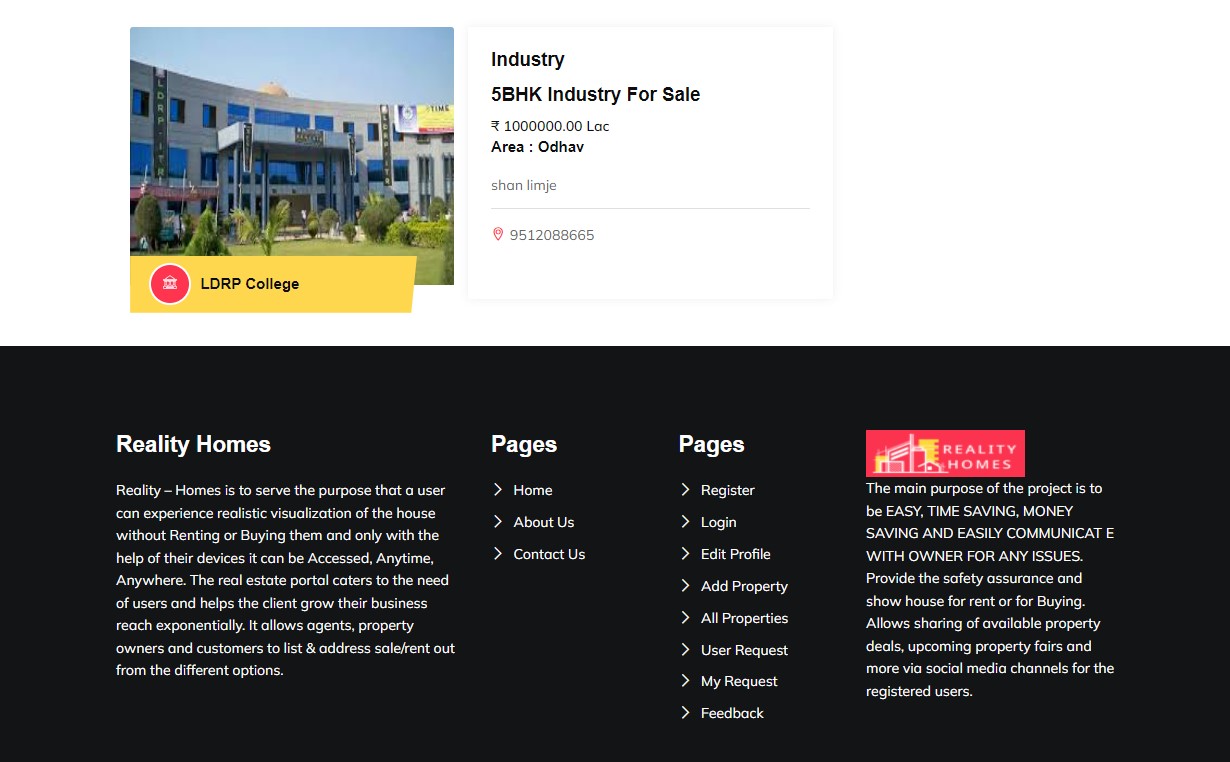 LDRP-ITR
TIME
LDRP-ITR
LDRP College
Industry
5BHK Industry For Sale
₹ 1000000.00 Lac
Area : Odhav
shan limje
9512088665
Reality Homes
Reality – Homes is to serve the purpose that a user
can experience realistic visualization of the house
without Renting or Buying them and only with the
help of their devices it can be Accessed, Anytime,
Anywhere. The real estate portal caters to the need
of users and helps the client grow their business
reach exponentially. It allows agents, property
owners and customers to list & address sale/rent out
from the different options.
Pages
Home
About Us
Contact Us
Pages
Register
Login
Edit Profile
Add Property
All Properties
User Request
My Request
Feedback
REALITY
HOMES
The main purpose of the project is to
be EASY, TIME SAVING, MONEY
SAVING AND EASILY COMMUNICAT E
WITH OWNER FOR ANY ISSUES.
Provide the safety assurance and
show house for rent or for Buying.
Allows sharing of available property
deals, upcoming property fairs and
more via social media channels for the
registered users.